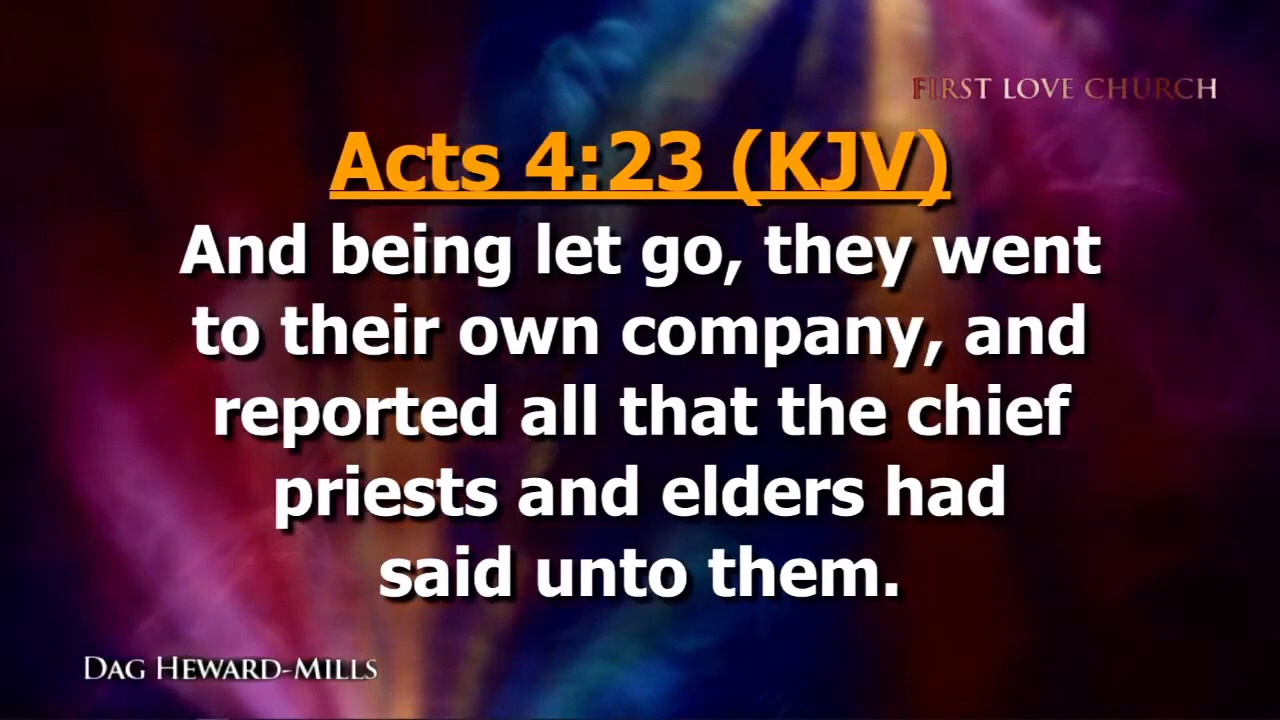 FIRST LOVE CHURCH
Acts 4:23 (KJV)
And being let go, they went
to their own company, and
reported all that the chief
priests and elders had
said unto them.
DAG HEWARD-MILLS